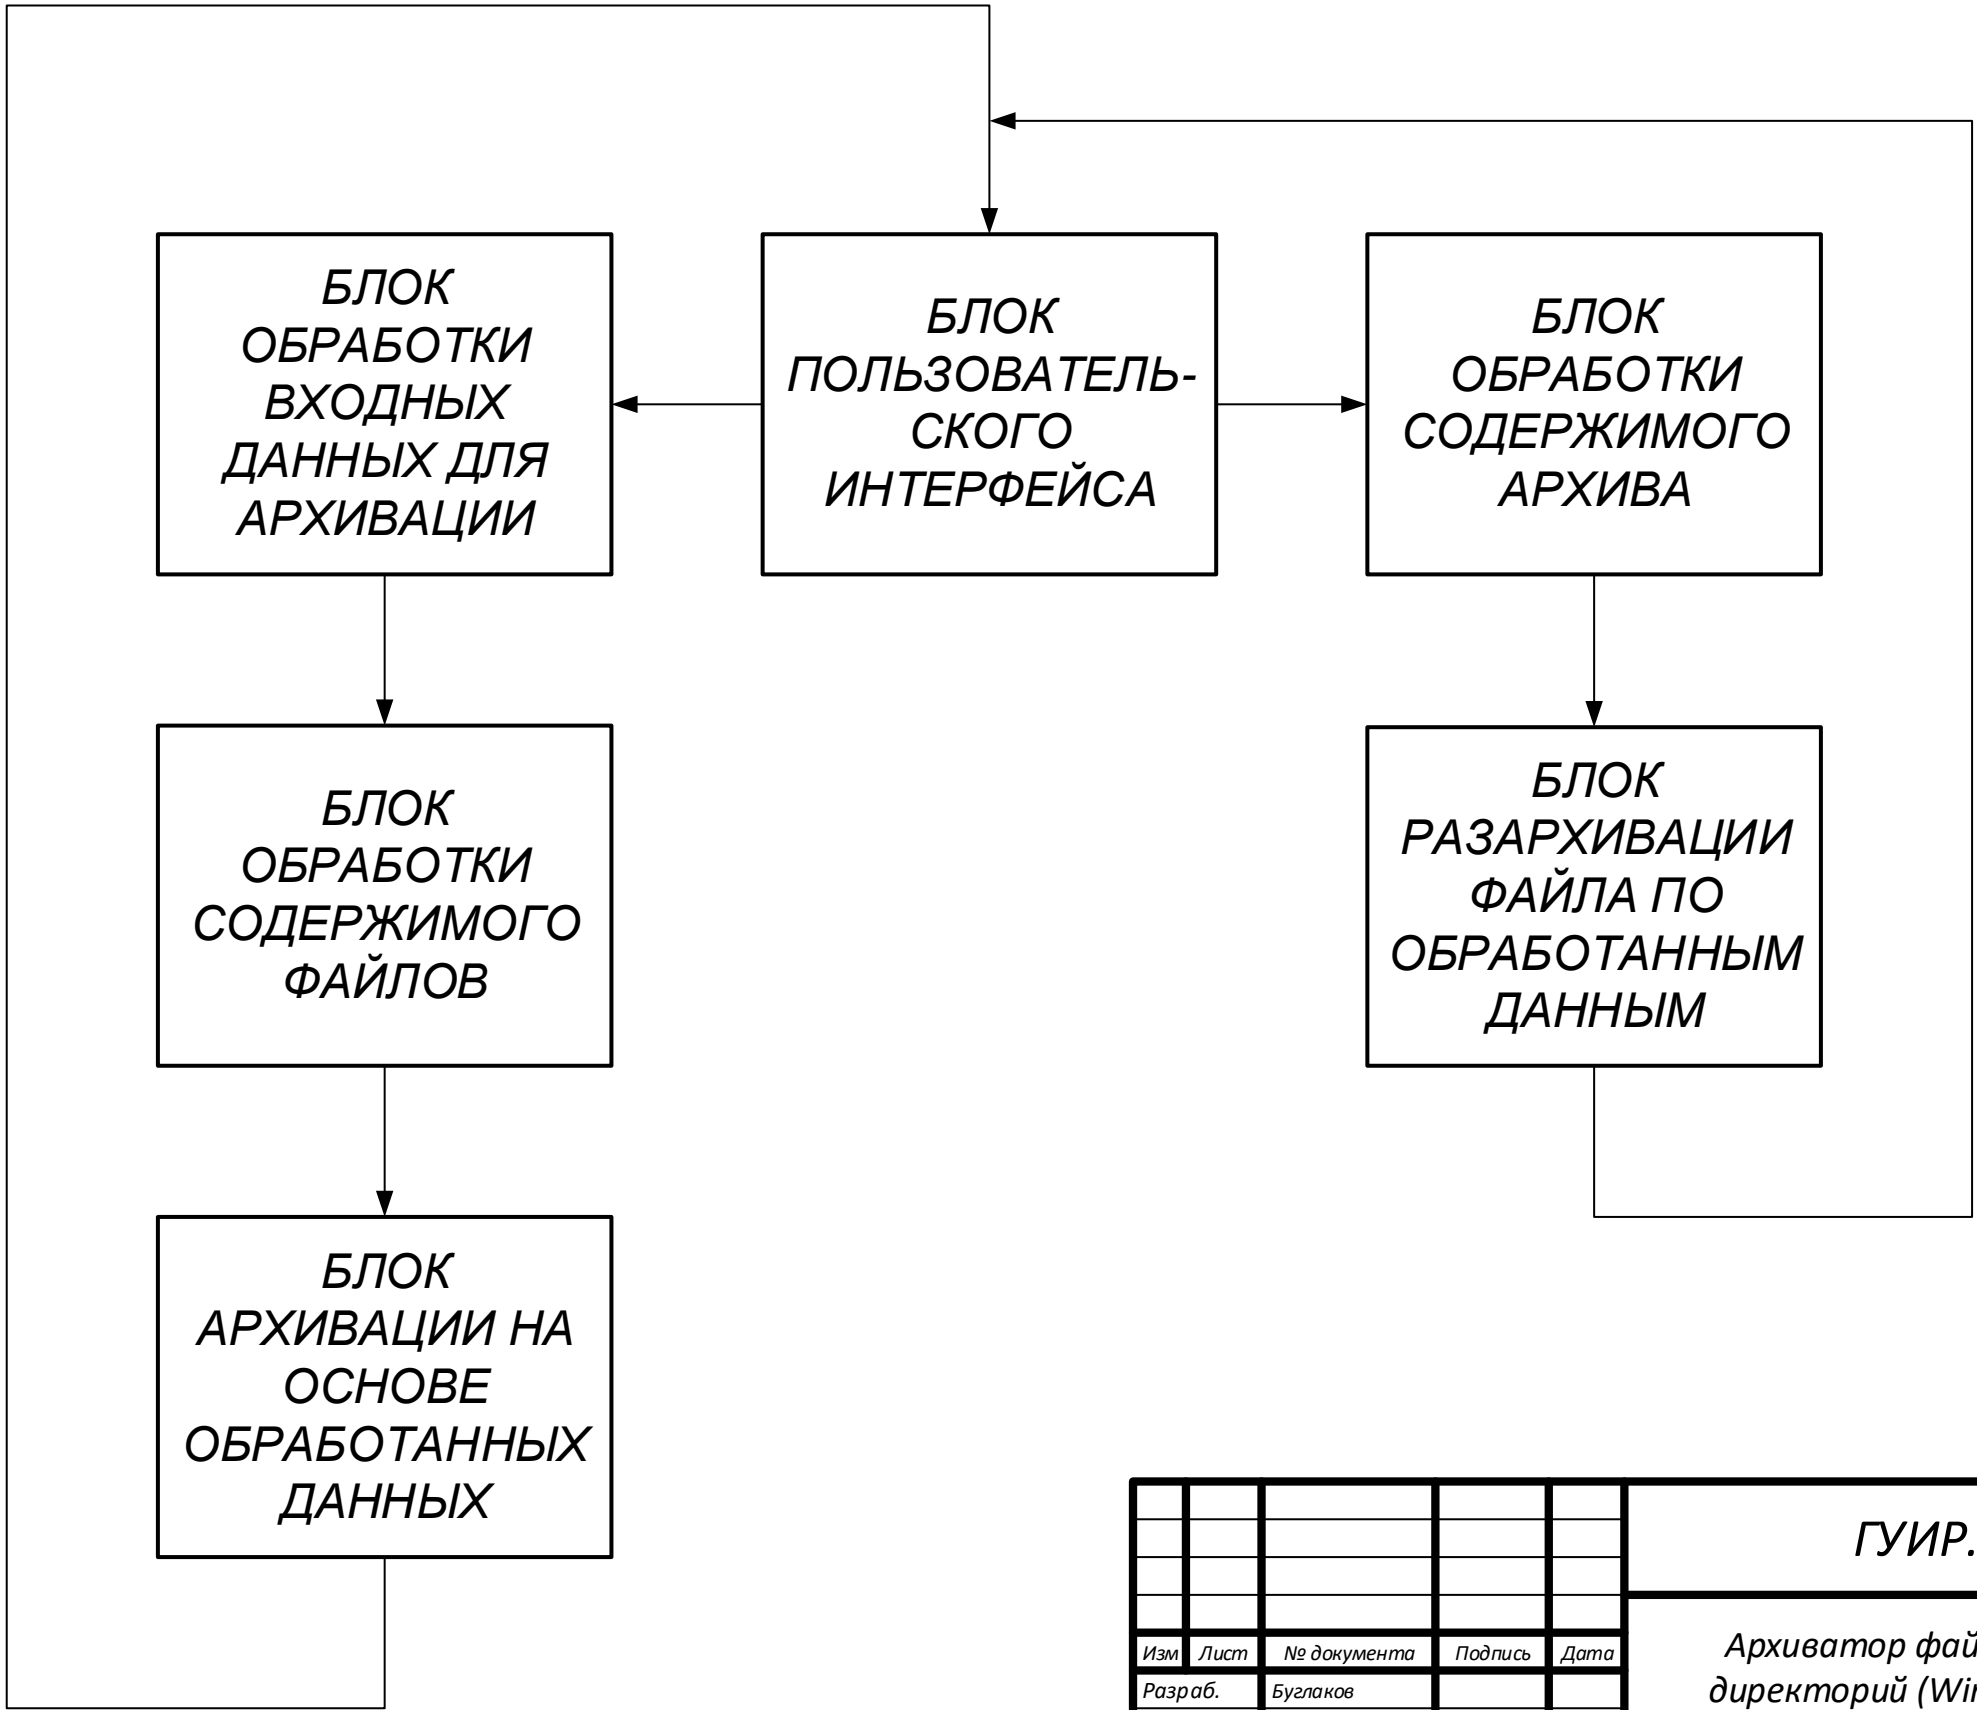 БЛОК
ОБРАБОТКИ
ВХОДНЫХ
ДАННЫХ ДЛЯ
АРХИВАЦИИ
БЛОК
ПОЛЬЗОВАТЕЛЬ-
СКОГО
ИНТЕРФЕЙСА
БЛОК
ОБРАБОТКИ
СОДЕРЖИМОГО
АРХИВА
БЛОК
ОБРАБОТКИ
СОДЕРЖИМОГО
ФАЙЛОВ
БЛОК
РАЗАРХИВАЦИИ
ФАЙЛА ПО
ОБРАБОТАННЫМ
ДАННЫМ
БЛОК
АРХИВАЦИИ НА
ОСНОВЕ
ОБРАБОТАННЫХ
ДАННЫХ
ГУИР.
Изм Лист № документа Подпись Дата
Разраб. Буглаков
Архиватор
директорий